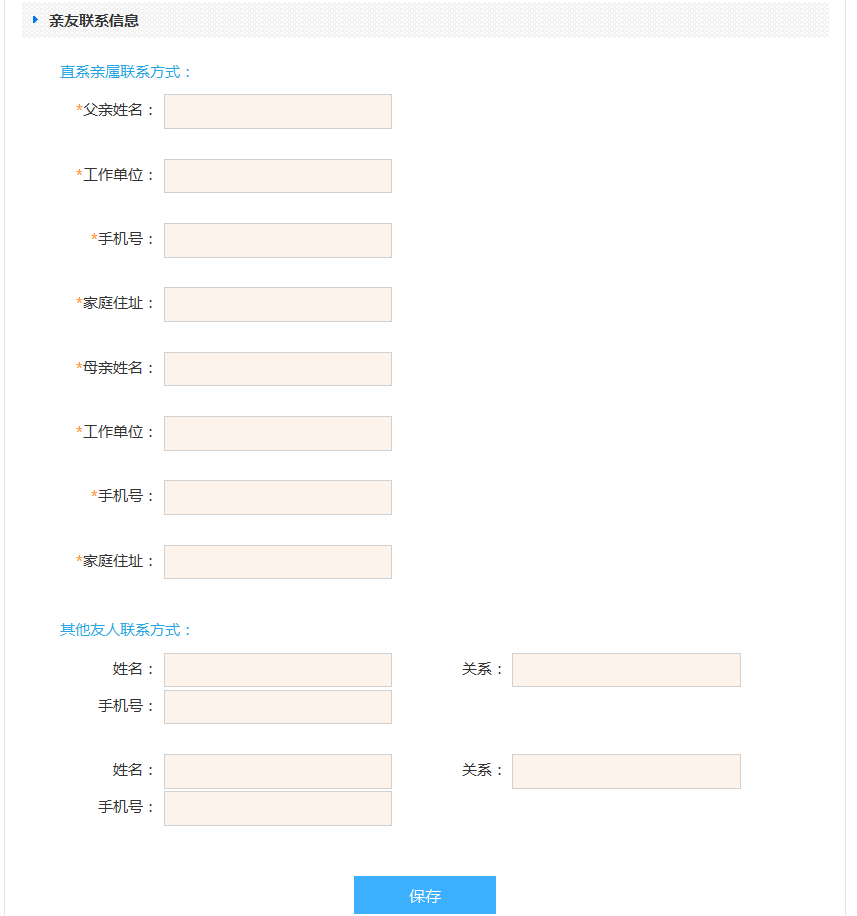 亲友联系信息
直系亲属联系方式：
*父亲姓名：
*工作单位：
*手机号：
*家庭住址：
*母亲姓名：
*工作单位：
*手机号：
*家庭住址：
其他友人联系方式：
姓名： 关系：
手机号：
姓名： 关系：
手机号：
保存